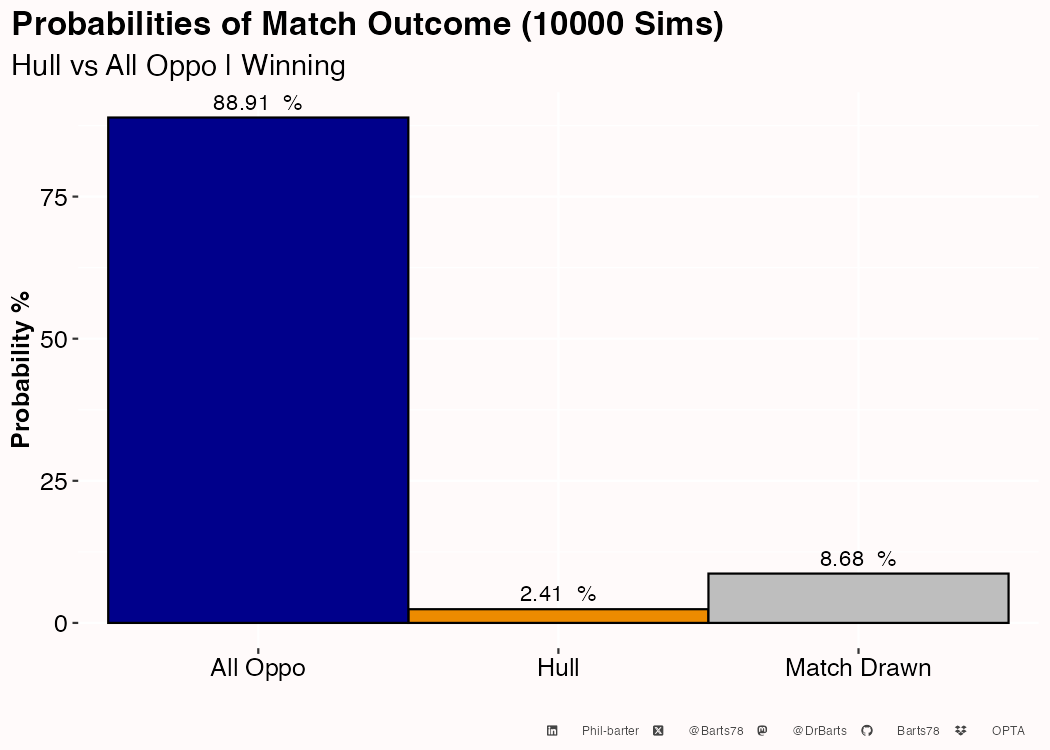 Probabilities of Match Outcome (10000 Sims)
Hull vs All Oppo | Winning
88.91 %
75
50
25
0
Probability %
2.41 %
8.68 %
All Oppo Hull Match Drawn
Phil-barter @Barts78 @DrBarts Barts78 OPTA